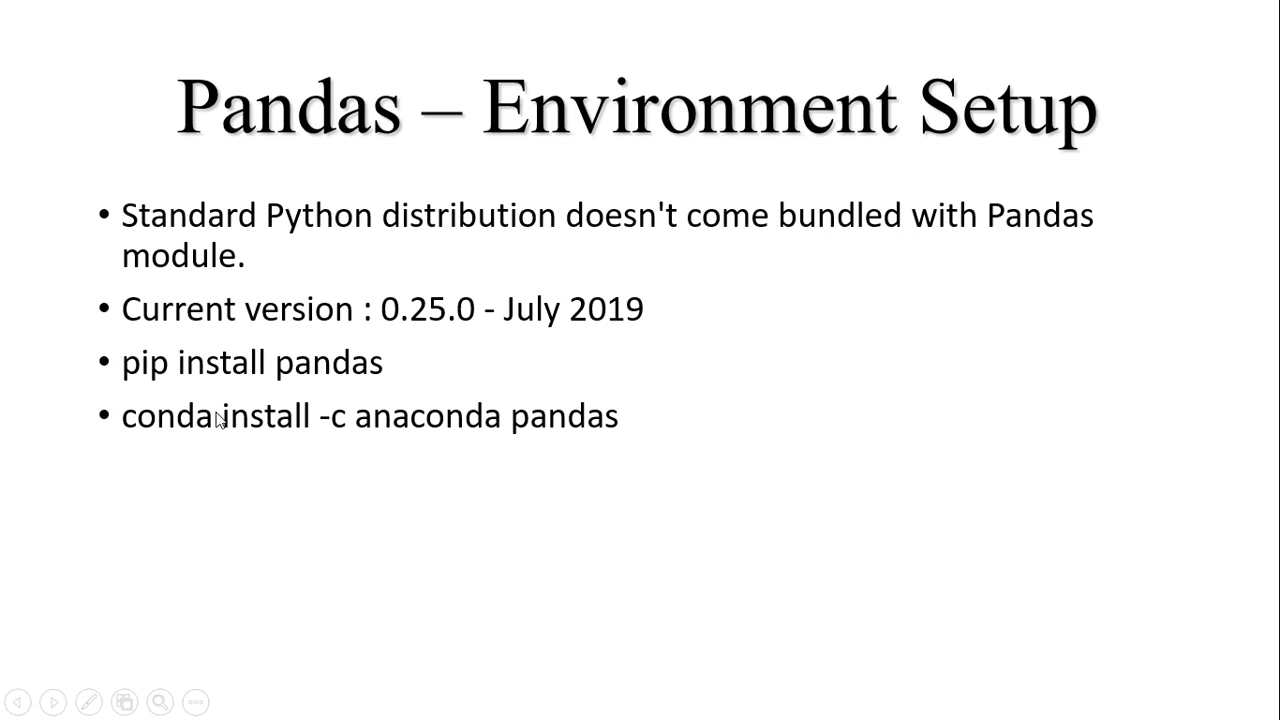 Pandas – Environment Setup
• Standard Python distribution doesn't come bundled with Pandas
module.
• Current version : 0.25.0 - July 2019
• pip install pandas
• conda install -c anaconda pandas